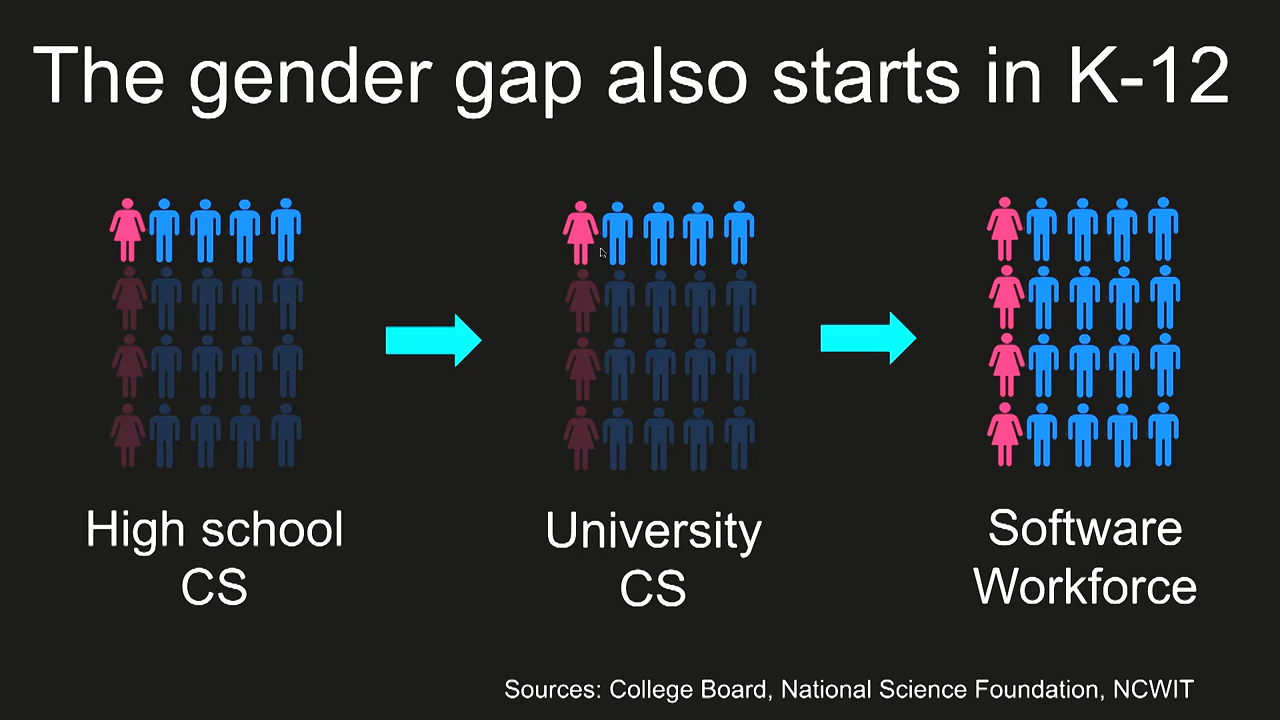 The gender gap also starts in K-12
High school
CS
University
CS
Software
Workforce
Sources: College Board, National Science Foundation, NCWIT